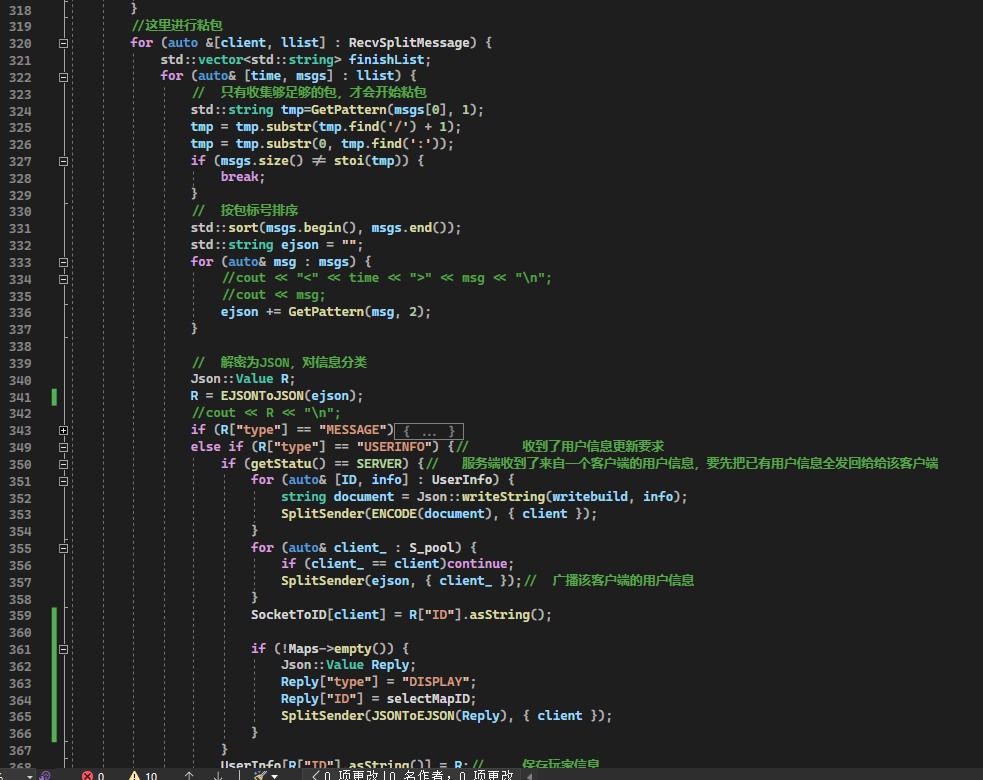 318 }
319 //这里进行粘包
320 for (auto &[client, llist] : RecvSplitMessage) {
321 std::vector<std::string> finishList;
322 for (auto& [time, msgs] : llist) {
323 // 只有收集够足够的包，才会开始粘包
324 std::string tmp=GetPattern(msgs[0], 1);
325 tmp = tmp.substr(tmp.find('/') + 1);
326 tmp = tmp.substr(0, tmp.find(':'));
327 if (msgs.size() ≠ stoi(tmp)) {
328 break;
329 }
330 // 按包标号排序
331 std::sort(msgs.begin(), msgs.end());
332 std::string ejson = "";
333 for (auto& msg : msgs) {
334 //cout << "<" << time << ">" << msg << "\n";
335 //cout << msg;
336 ejson += GetPattern(msg, 2);
337 }
338
339 // 解密为JSON，对信息分类
340 Json::Value R;
341 R = EJSONToJSON(ejson);
342 //cout << R << "\n";
343 if (R["type"] == "MESSAGE"){ ... }
349 else if (R["type"] == "USERINFO") {// 收到了用户信息更新要求
350 if (getStatu() == SERVER) {// 服务端收到了来自一个客户端的用户信息，要先把已有用户信息全发回给给该客户端
351 for (auto& [ID, info] : UserInfo) {
352 string document = Json::writeString(writebuild, info);
353 SplitSender(ENCODE(document), { client });
354 }
355 for (auto& client_ : S_pool) {
356 if (client_ == client)continue;
357 SplitSender(ejson, { client_ });// 广播该客户端的用户信息
358 }
359 SocketToID[client] = R["ID"].asString();
360
361 if (!Maps->empty()) {
362 Json::Value Reply;
363 Reply["type"] = "DISPLAY";
364 Reply["ID"] = selectMapID;
365 SplitSender(JSONToEJSON(Reply), { client });
366 }
367 }
368 UserInfo[R["ID"].asString()] = R;// 保存玩家信息
0 10 0 项更改 | 0 名作者，0 项更改